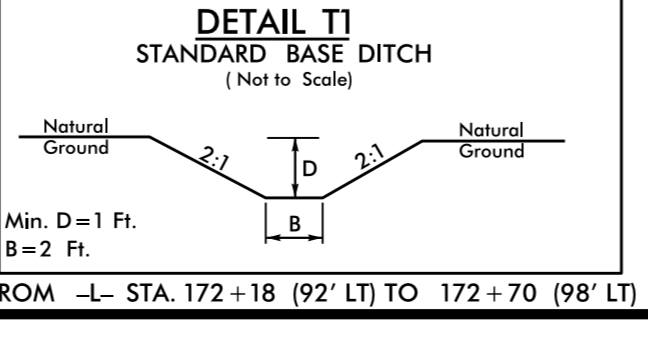 DETAIL T1
STANDARD BASE DITCH
( Not to Scale)
Natural
Ground
2:1
D
2:1
Natural
Ground
B
Min. D=1 Ft.
B=2 Ft.
ROM -L- STA. 172+18 (92' LT) TO 172+70 (98' LT)